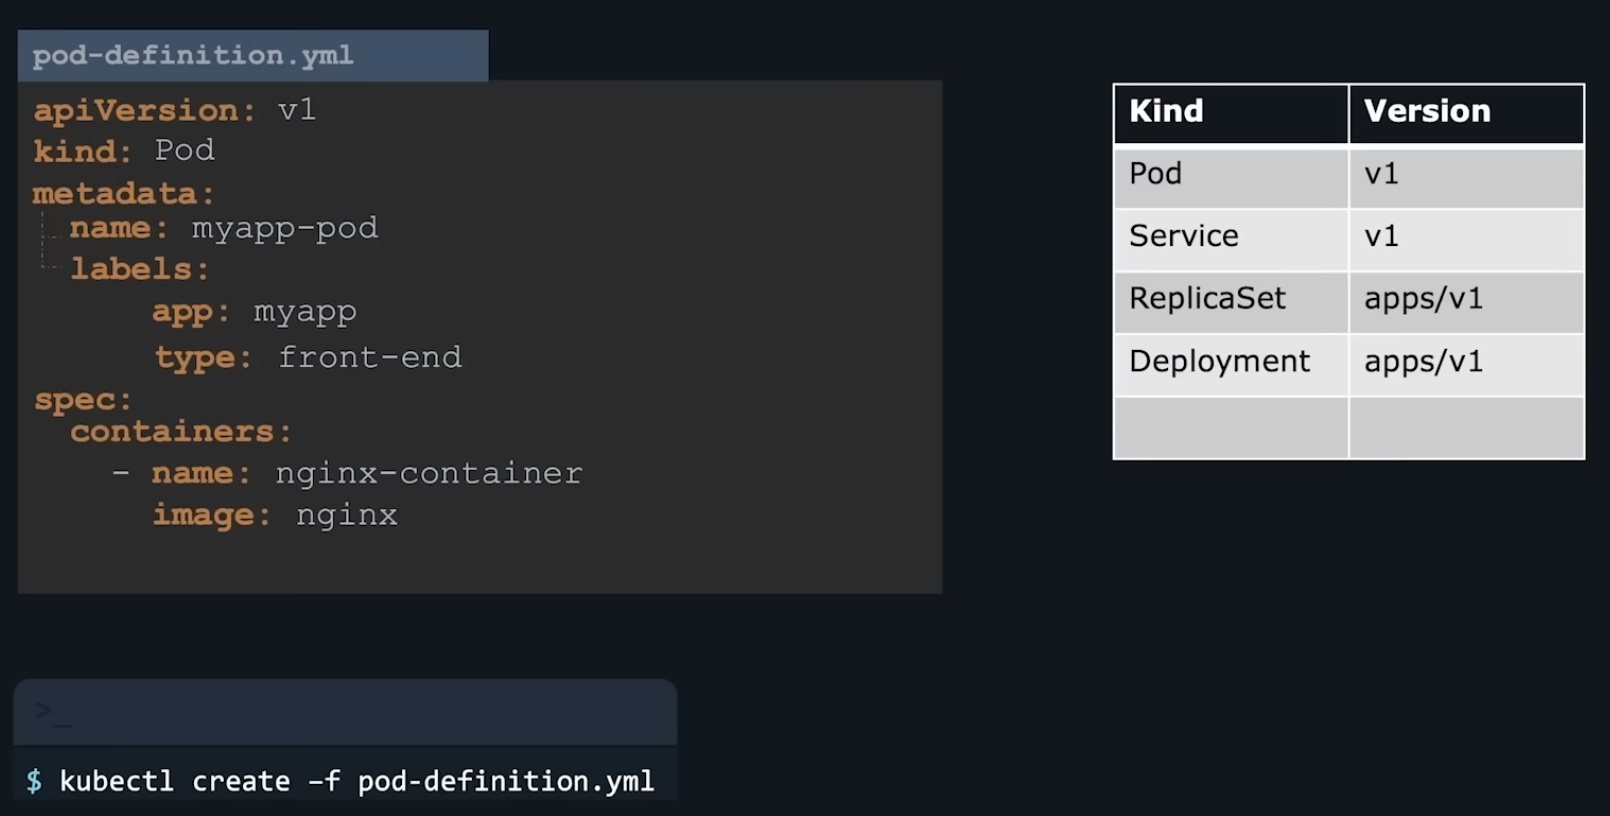 pod-definition.yml
apiVersion: v1
kind: Pod
metadata:
name: myapp-pod
labels:
app: myapp
type: front-end
spec:
containers:
- name: nginx-container
image: nginx
Kind Version
Pod v1
Service v1
ReplicaSet apps/v1
Deployment apps/v1
>_
$ kubectl create –f pod-definition.yml